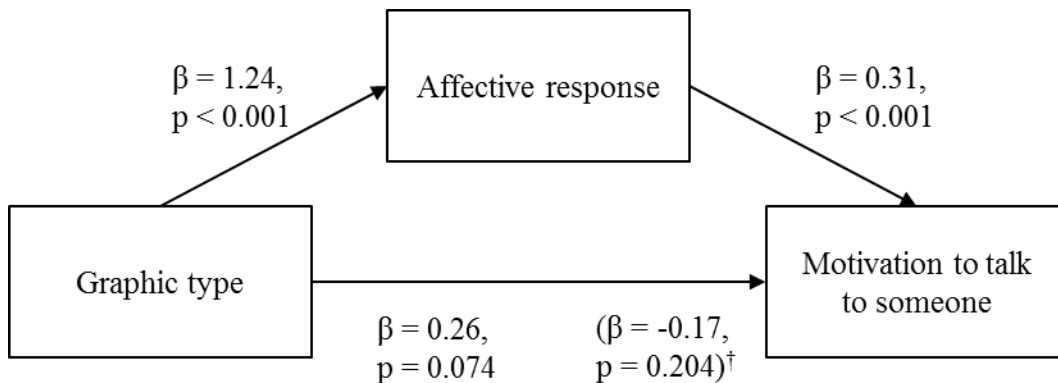 β = 1.24,
p < 0.001
Affective response
β = 0.31,
p < 0.001
Graphic type
Motivation to talk
to someone
β = 0.26,
p = 0.074
(β = -0.17,
p = 0.204)†